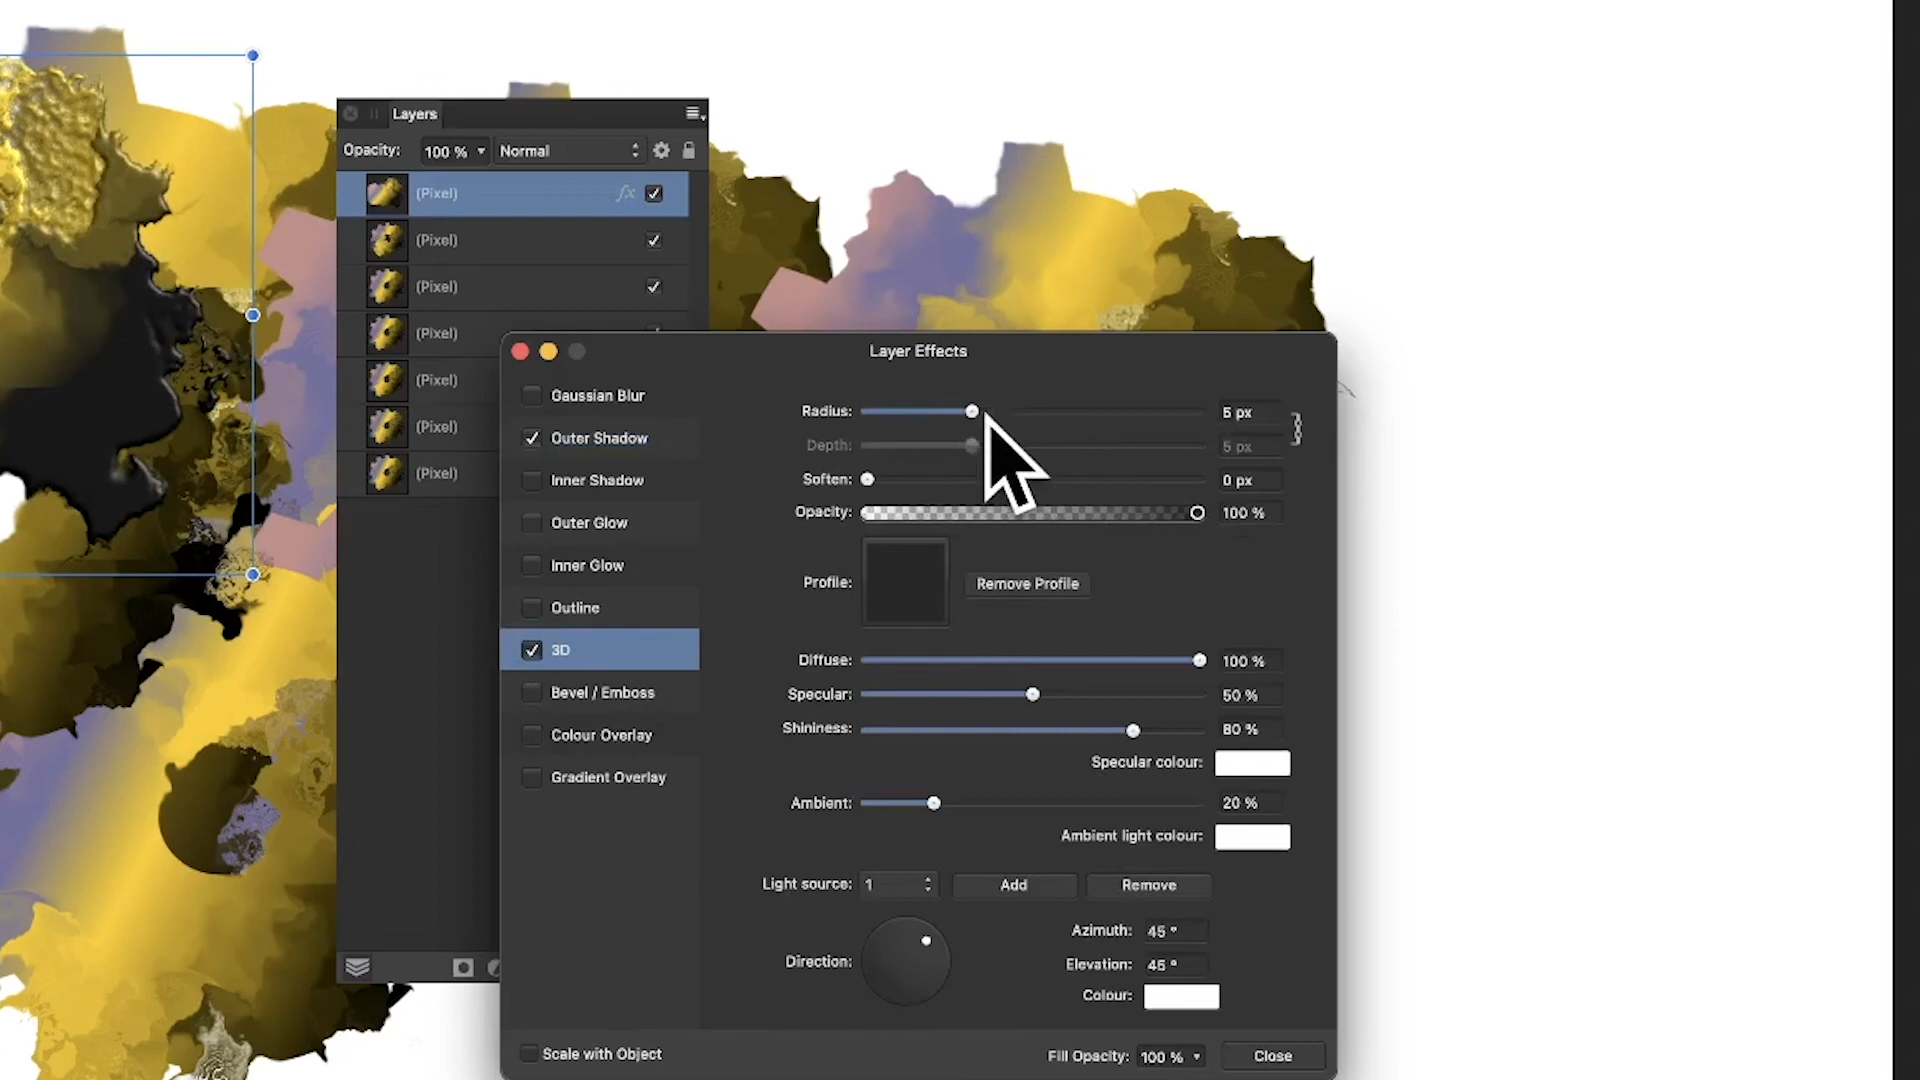 Layers
Opacity: 100 % Normal
(Pixel) fx
(Pixel)
(Pixel)
(Pixel)
(Pixel)
(Pixel)
(Pixel)
Layer Effects
Gaussian Blur
Outer Shadow
Inner Shadow
Outer Glow
Inner Glow
Outline
3D
Bevel / Emboss
Colour Overlay
Gradient Overlay
Radius: 5 px
Depth: 5 px
Soften: 0 px
Opacity: 100 %
Profile: Remove Profile
Diffuse: 100 %
Specular: 50 %
Shininess: 80 %
Specular colour:
Ambient: 20 %
Ambient light colour:
Light source: 1 Add Remove
Direction:
Azimuth: 45 °
Elevation: 45 °
Colour:
Scale with Object
Fill Opacity: 100 % Close